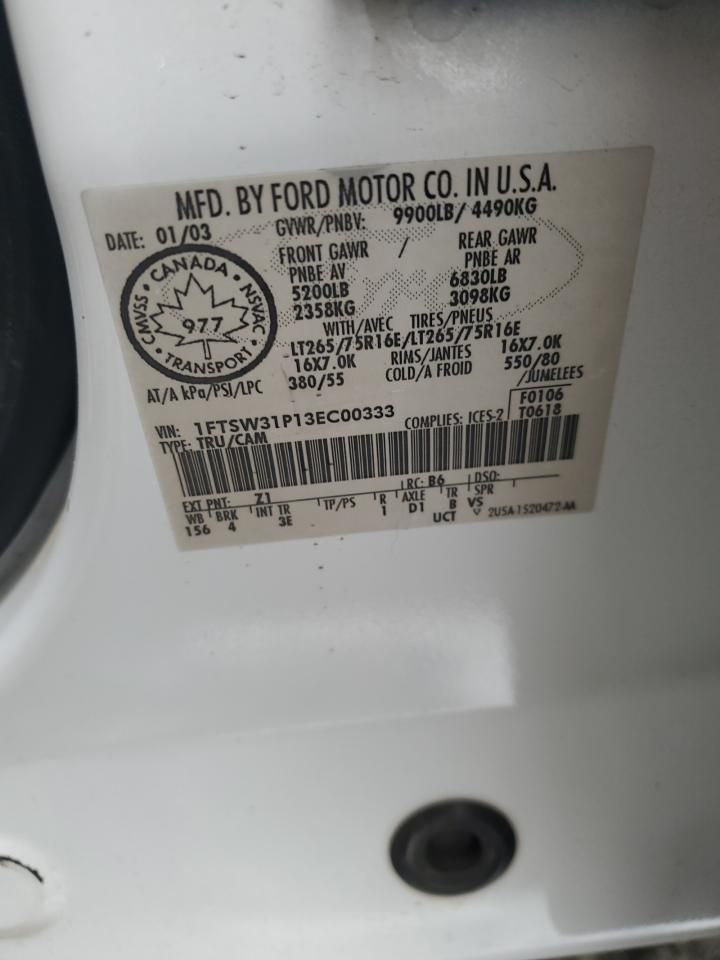 MFD. BY FORD MOTOR CO. IN U.S.A.
DATE: 01/03 GVWR/PNBV: 9900LB/ 4490KG
FRONT GAWR / REAR GAWR
PNBE AV PNBE AR
5200LB 6830LB
2358KG 3098KG
WITH/AVEC TIRES/PNEUS
LT265/75R16E/LT265/75R16E
16X7.0K RIMS/JANTES 16X7.0K
AT/A kPa/PSI/LPC 380/55 COLD/A FROID 550/80
/JUMELEES
CANADA
CMVSS 977 NSVAC
TRANSPORT
VIN: 1FTSW31P13EC00333 COMPLIES: ICES-2 F0106
TYPE: TRU/CAM T0618
EXT PNT: Z1 RC: B6 DSO:
WB BRK INT TR TP/PS R AXLE TR SPR
156 4 3E 1 D1 B VS
UCT V 2U5A-1520472-AA